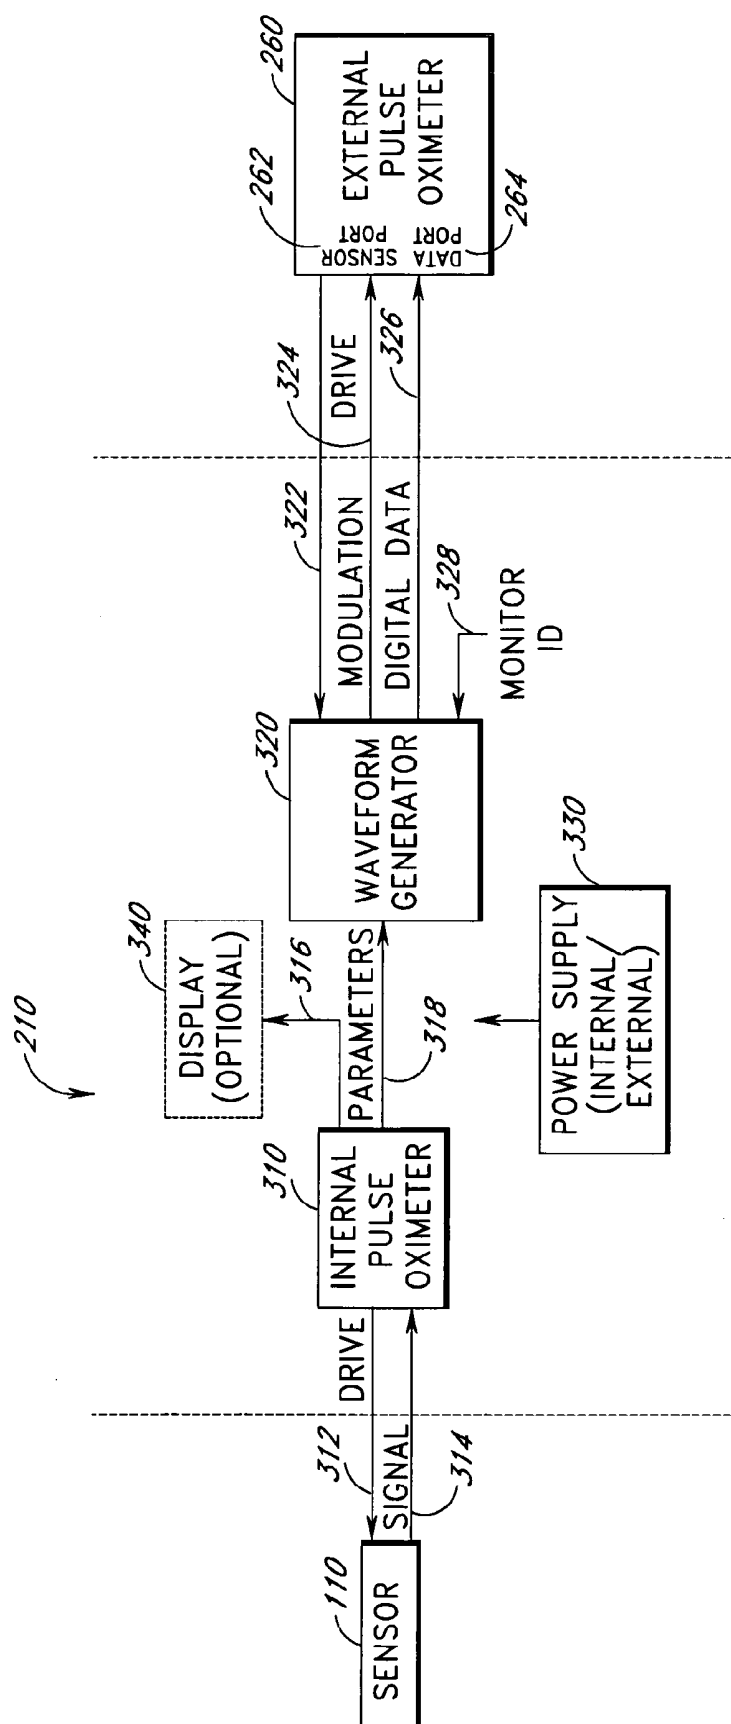 210
110
SENSOR
312
DRIVE
SIGNAL
314
310
INTERNAL
PULSE
OXIMETER
340
DISPLAY
(OPTIONAL)
316
PARAMETERS
318
320
WAVEFORM
GENERATOR
330
POWER SUPPLY
(INTERNAL/
EXTERNAL)
322
324
MODULATION DRIVE
DIGITAL DATA
326
328
MONITOR
ID
260
262
SENSOR
PORT
EXTERNAL
PULSE
OXIMETER
DATA
PORT
264